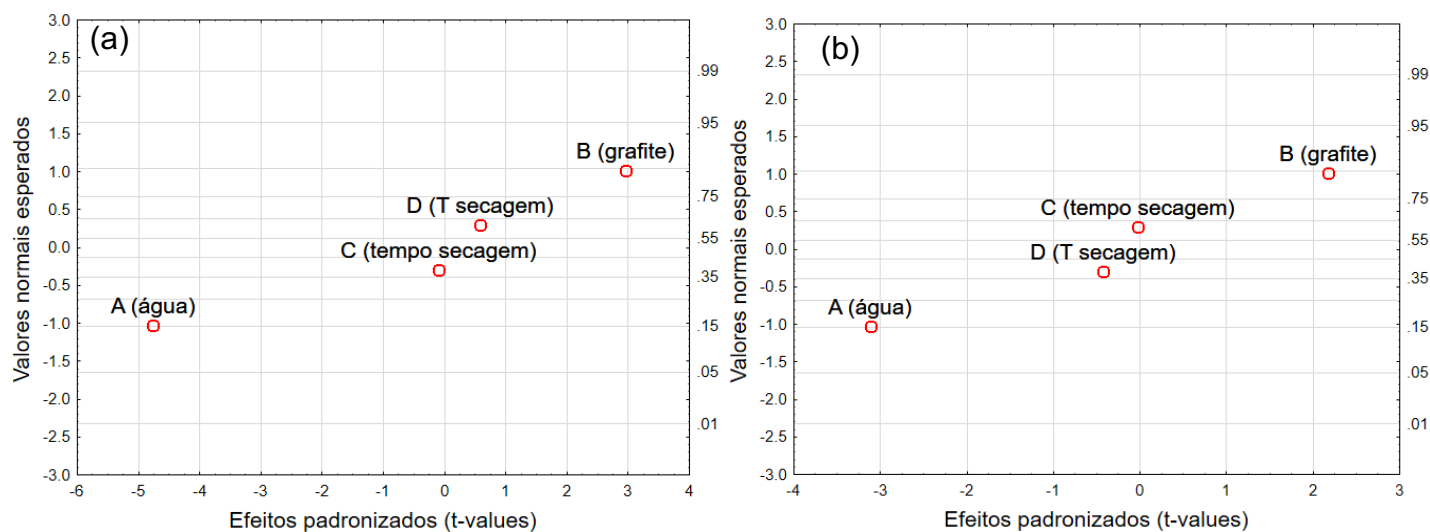 (a)
Valores normais esperados
3.0
2.5
2.0
1.5
1.0
0.5
0.0
-0.5
-1.0
-1.5
-2.0
-2.5
-3.0
B (grafite)
D (T secagem)
C (tempo secagem)
A (água)
.99
.95
.75
.55
.35
.15
.05
.01
-6 -5 -4 -3 -2 -1 0 1 2 3 4
Efeitos padronizados (t-values)
(b)
Valores normais esperados
3.0
2.5
2.0
1.5
1.0
0.5
0.0
-0.5
-1.0
-1.5
-2.0
-2.5
-3.0
B (grafite)
C (tempo secagem)
D (T secagem)
A (água)
.99
.95
.75
.55
.35
.15
.05
.01
-4 -3 -2 -1 0 1 2 3
Efeitos padronizados (t-values)